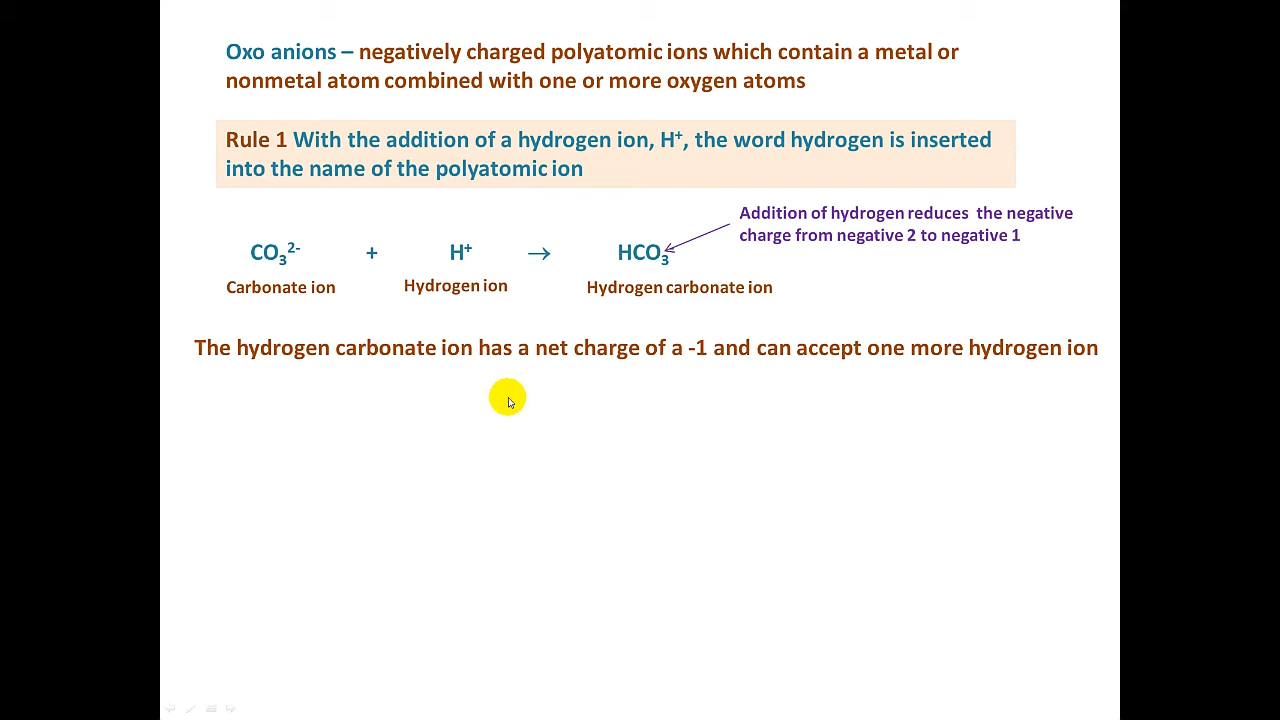 Oxo anions – negatively charged polyatomic ions which contain a metal or
nonmetal atom combined with one or more oxygen atoms
Rule 1 With the addition of a hydrogen ion, H⁺, the word hydrogen is inserted
into the name of the polyatomic ion
Addition of hydrogen reduces the negative
charge from negative 2 to negative 1
CO₃²⁻ + H⁺ → HCO₃⁻
Carbonate ion Hydrogen ion Hydrogen carbonate ion
The hydrogen carbonate ion has a net charge of a -1 and can accept one more hydrogen ion